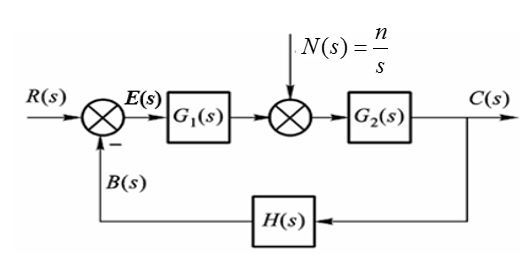 N(s) = n/s
R(s)
E(s)
G₁(s)
G₂(s)
C(s)
−
B(s)
H(s)